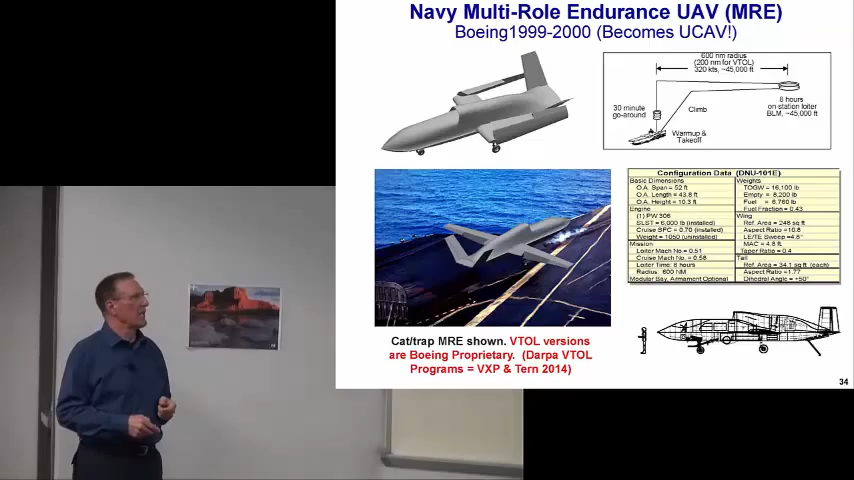 Navy Multi-Role Endurance UAV (MRE)
Boeing1999-2000 (Becomes UCAV!)
600 nm radius
(200 nm for VTOL)
320 kts, ~45,000 ft
30 minute
go-around
Climb
8 hours
on-station loiter
BLM, ~45,000 ft
Warmup &
Takeoff
Configuration Data (DNU-101E)
Basic Dimensions
O.A. Span = 52 ft
O.A. Length = 43.8 ft
O.A. Height = 10.3 ft
Engine
(1) PW 306
SLST = 6,000 lb (installed)
Cruise SFC = 0.70 (installed)
Weight = 1050 (uninstalled)
Mission
Loiter Mach No. = 0.51
Cruise Mach No. = 0.58
Loiter Time: 8 hours
Radius: 600 NM
Modular Bay, Armament Optional
Weights
TOGW = 16,100 lb
Empty = 8,200 lb
Fuel = 6,760 lb
Fuel Fraction = 0.43
Wing
Ref. Area = 246 sq ft
Aspect Ratio = 10.8
LE/TE Sweep = 4.8°
MAC = 4.8 ft
Taper Ratio = 0.4
Tail
Ref. Area = 34.1 sq ft (each)
Aspect Ratio = 1.77
Dihedral Angle = +50°
Cat/trap MRE shown. VTOL versions
are Boeing Proprietary. (Darpa VTOL
Programs = VXP & Tern 2014)
34